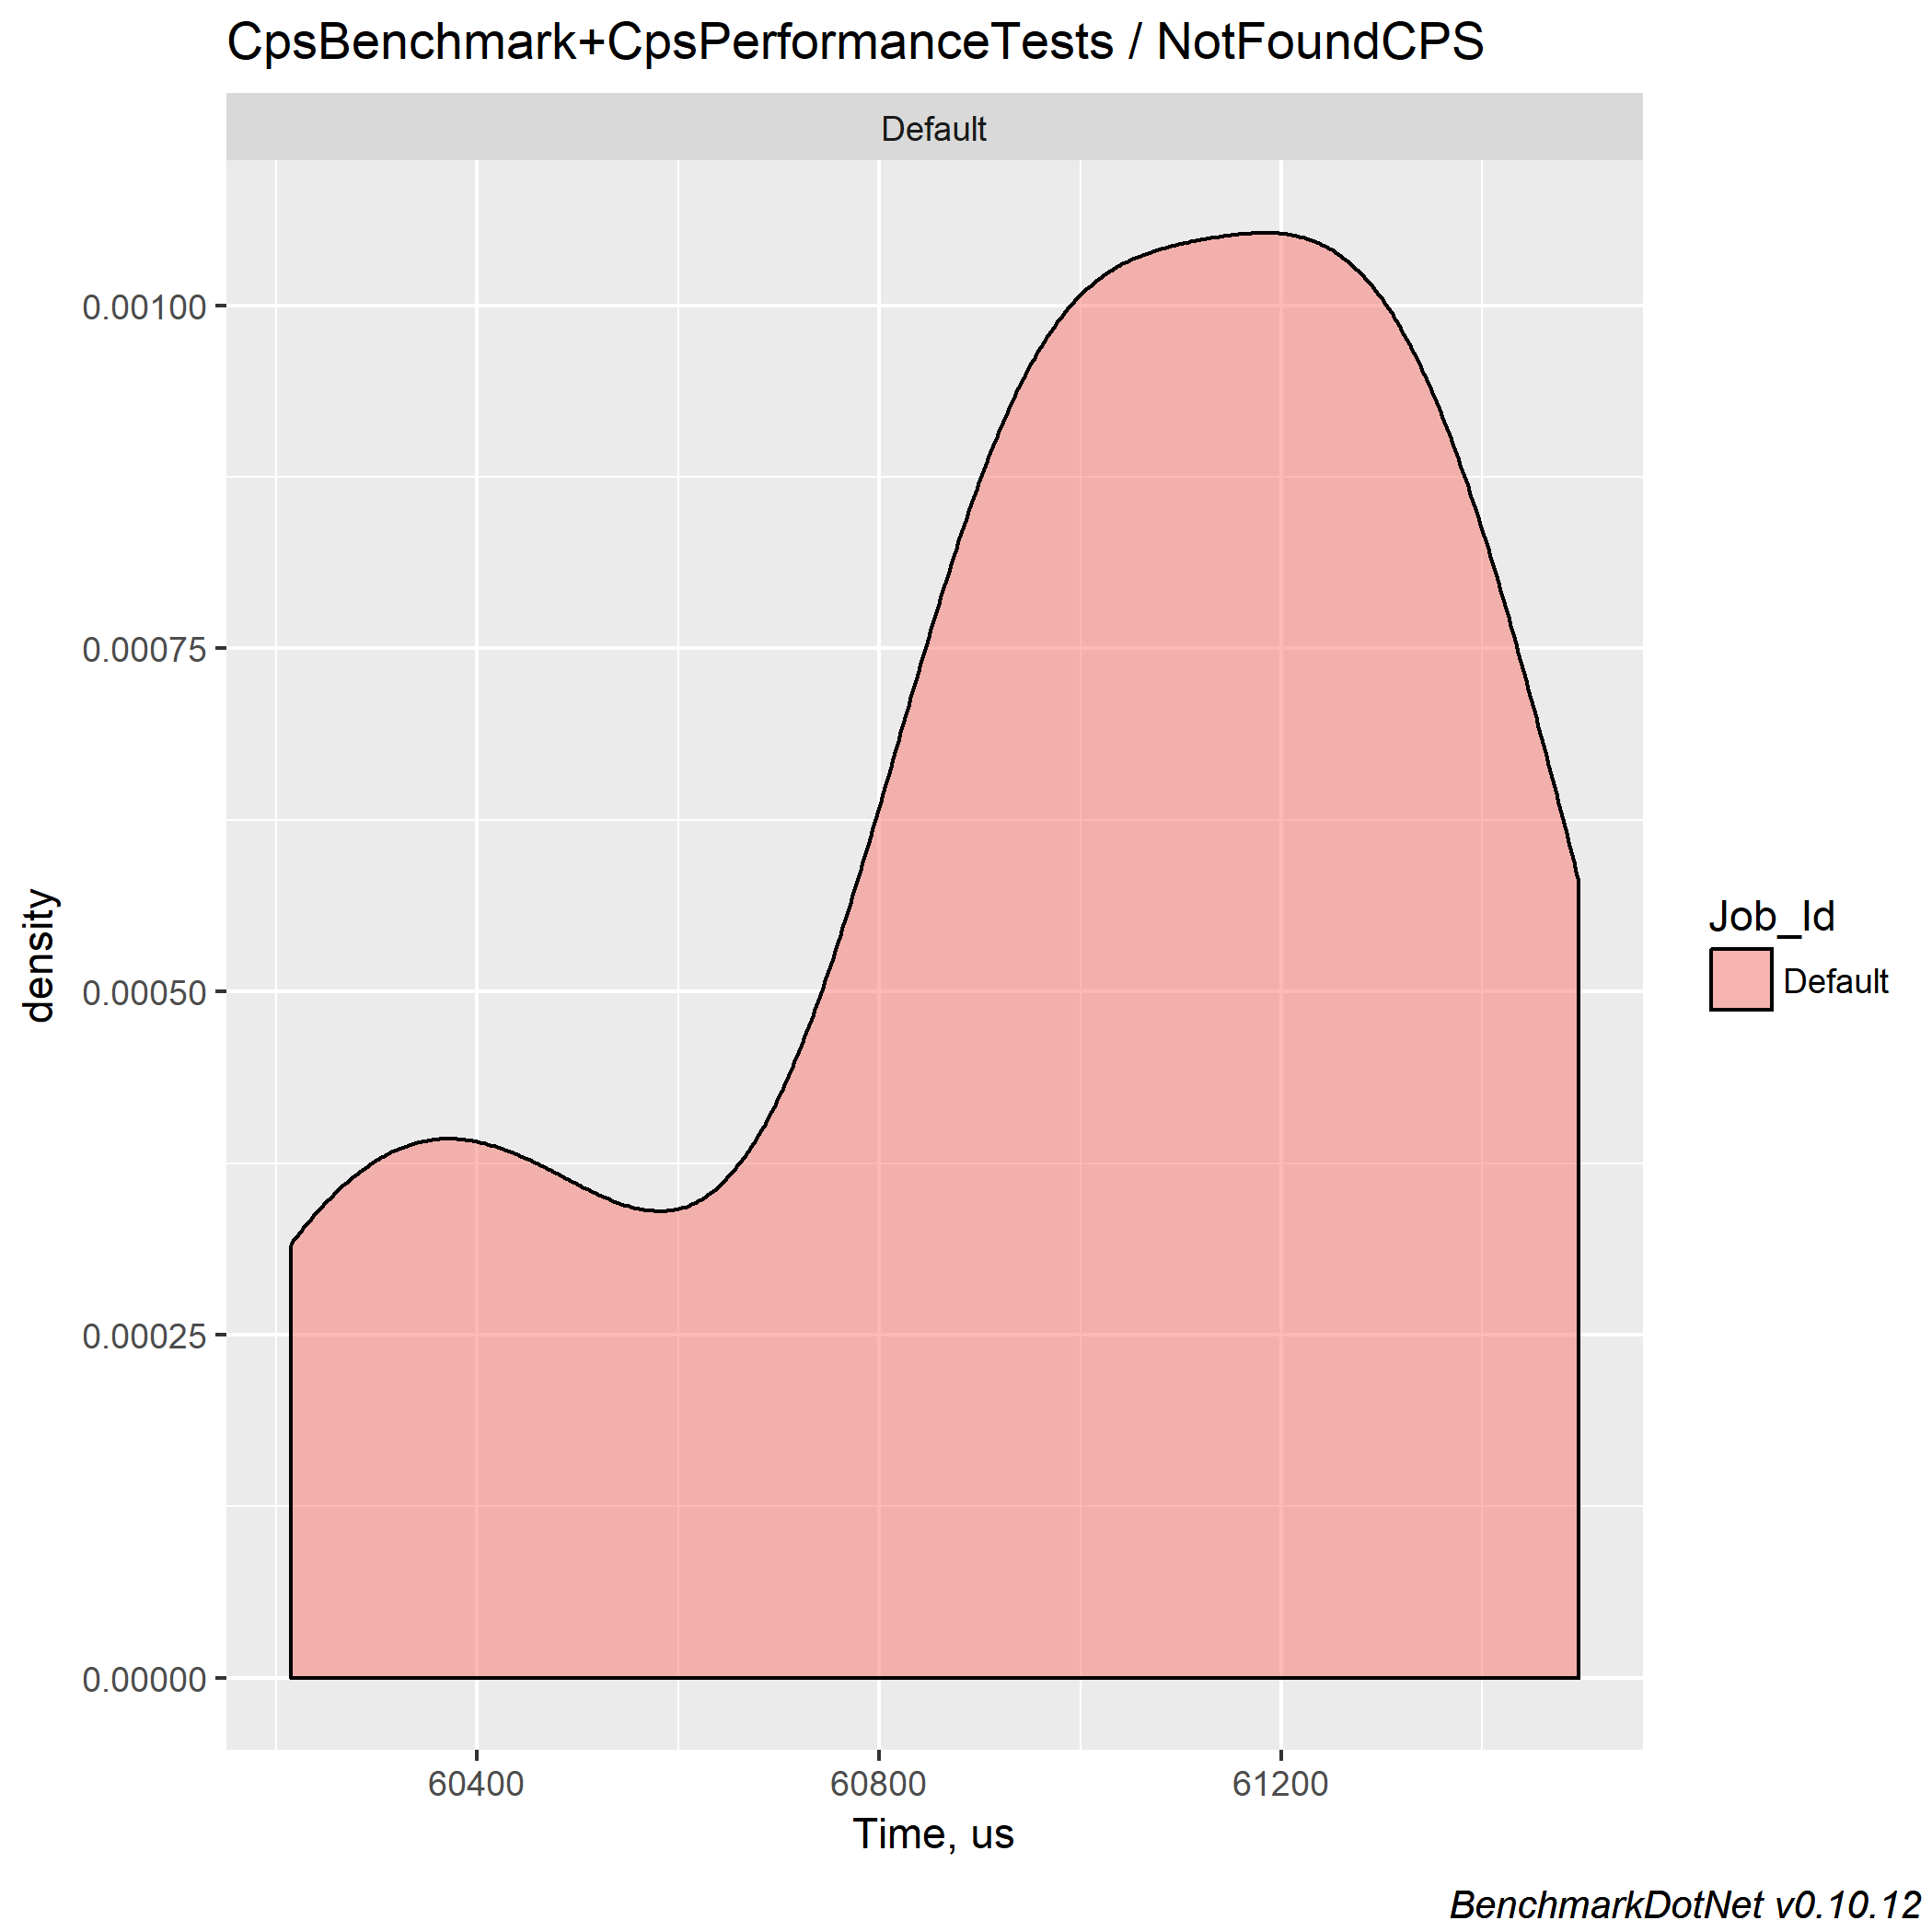 CpsBenchmark+CpsPerformanceTests / NotFoundCPS
Default
0.00100
0.00075
0.00050
0.00025
0.00000
density
60400 60800 61200
Time, us
Job_Id
Default
BenchmarkDotNet v0.10.12